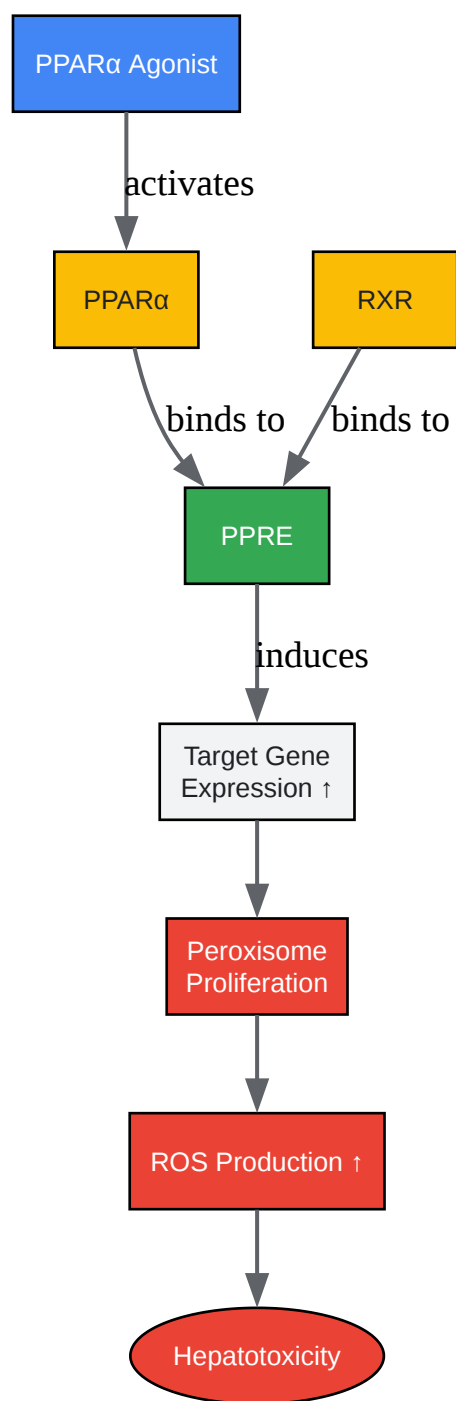 PPARα Agonist
activates
PPARα
RXR
binds to
binds to
PPRE
induces
Target Gene
Expression ↑
Peroxisome
Proliferation
ROS Production ↑
Hepatotoxicity